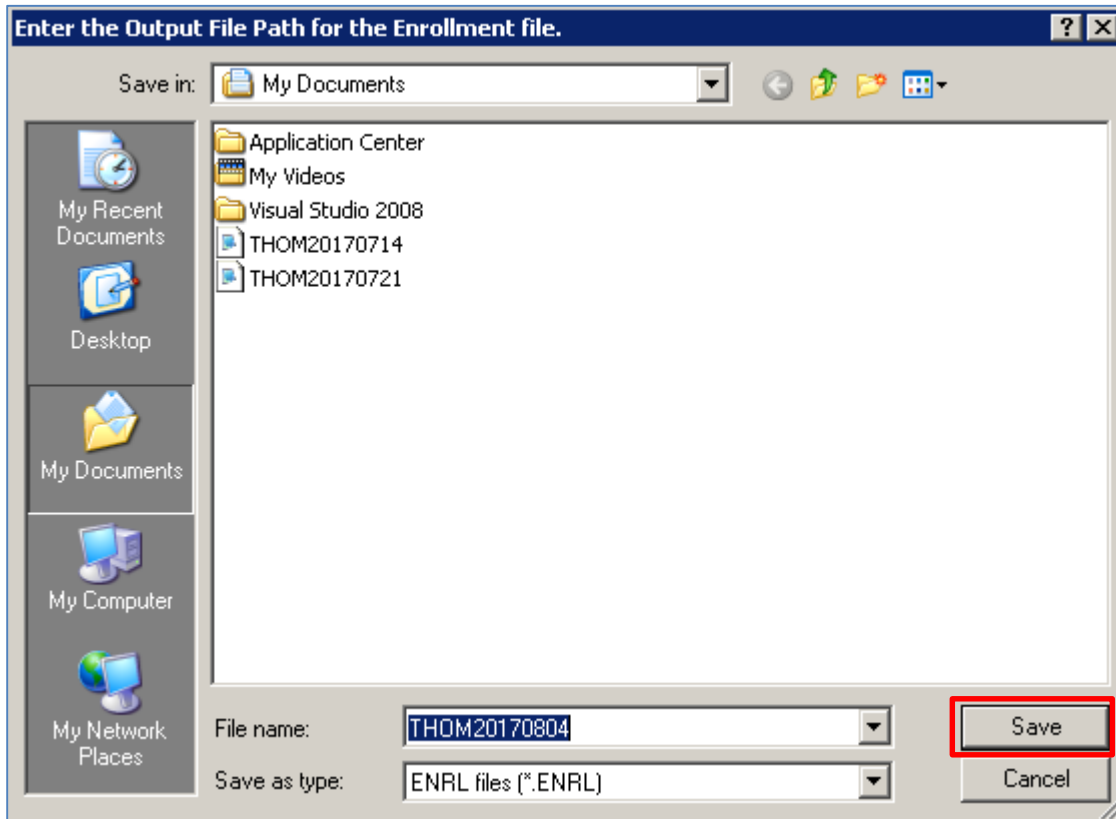 Enter the Output File Path for the Enrollment file.
Save in:
My Documents
My Recent
Documents
Desktop
My Documents
My Computer
My Network
Places
Application Center
My Videos
Visual Studio 2008
THOM20170714
THOM20170721
File name:
THOM20170804
Save
Save as type:
ENRL files (*.ENRL)
Cancel